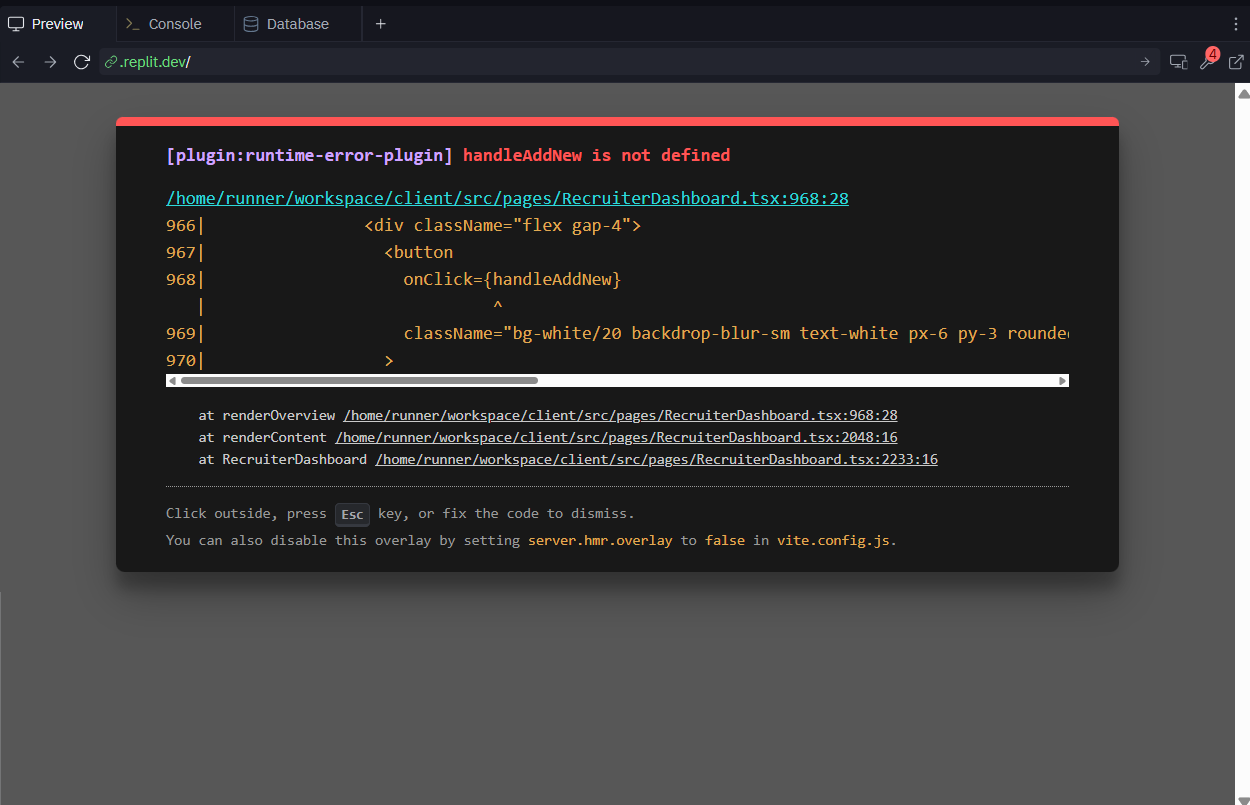 Preview
Console
Database
.replit.dev/
4
[plugin:runtime-error-plugin] handleAddNew is not defined
/home/runner/workspace/client/src/pages/RecruiterDashboard.tsx:968:28
966|                <div className="flex gap-4">
967|                  <button
968|                    onClick={handleAddNew}
   |                             ^
969|                    className="bg-white/20 backdrop-blur-sm text-white px-6 py-3 rounde
970|                  >
at renderOverview /home/runner/workspace/client/src/pages/RecruiterDashboard.tsx:968:28
at renderContent /home/runner/workspace/client/src/pages/RecruiterDashboard.tsx:2048:16
at RecruiterDashboard /home/runner/workspace/client/src/pages/RecruiterDashboard.tsx:2233:16
Click outside, press Esc key, or fix the code to dismiss.
You can also disable this overlay by setting server.hmr.overlay to false in vite.config.js.